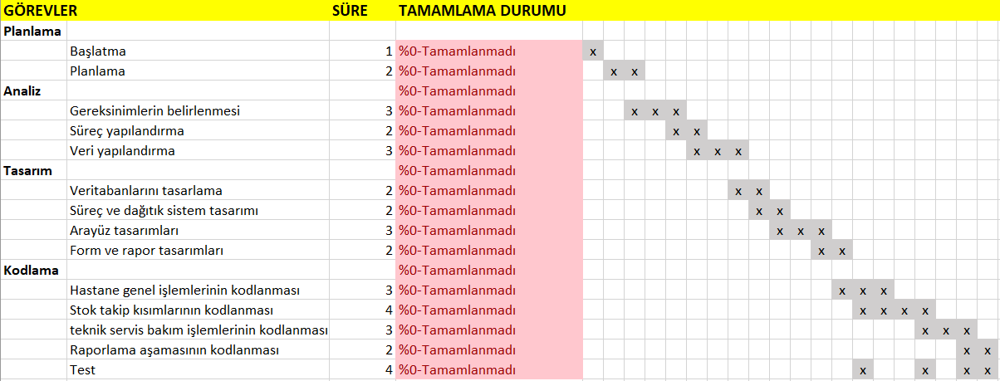 GÖREVLER SÜRE TAMAMLAMA DURUMU
Planlama
Başlatma 1 %0-Tamamlanmadı x
Planlama 2 %0-Tamamlanmadı x x
Analiz %0-Tamamlanmadı
Gereksinimlerin belirlenmesi 3 %0-Tamamlanmadı x x x
Süreç yapılandırma 2 %0-Tamamlanmadı x x
Veri yapılandırma 3 %0-Tamamlanmadı x x x
Tasarım %0-Tamamlanmadı
Veritabanlarını tasarlama 2 %0-Tamamlanmadı x x
Süreç ve dağıtık sistem tasarımı 2 %0-Tamamlanmadı x x
Arayüz tasarımları 3 %0-Tamamlanmadı x x x
Form ve rapor tasarımları 2 %0-Tamamlanmadı x x
Kodlama %0-Tamamlanmadı
Hastane genel işlemlerinin kodlanması 3 %0-Tamamlanmadı x x x
Stok takip kısımlarının kodlanması 4 %0-Tamamlanmadı x x x x
teknik servis bakım işlemlerinin kodlanması 3 %0-Tamamlanmadı x x x
Raporlama aşamasının kodlanması 2 %0-Tamamlanmadı x x
Test 4 %0-Tamamlanmadı x x x x